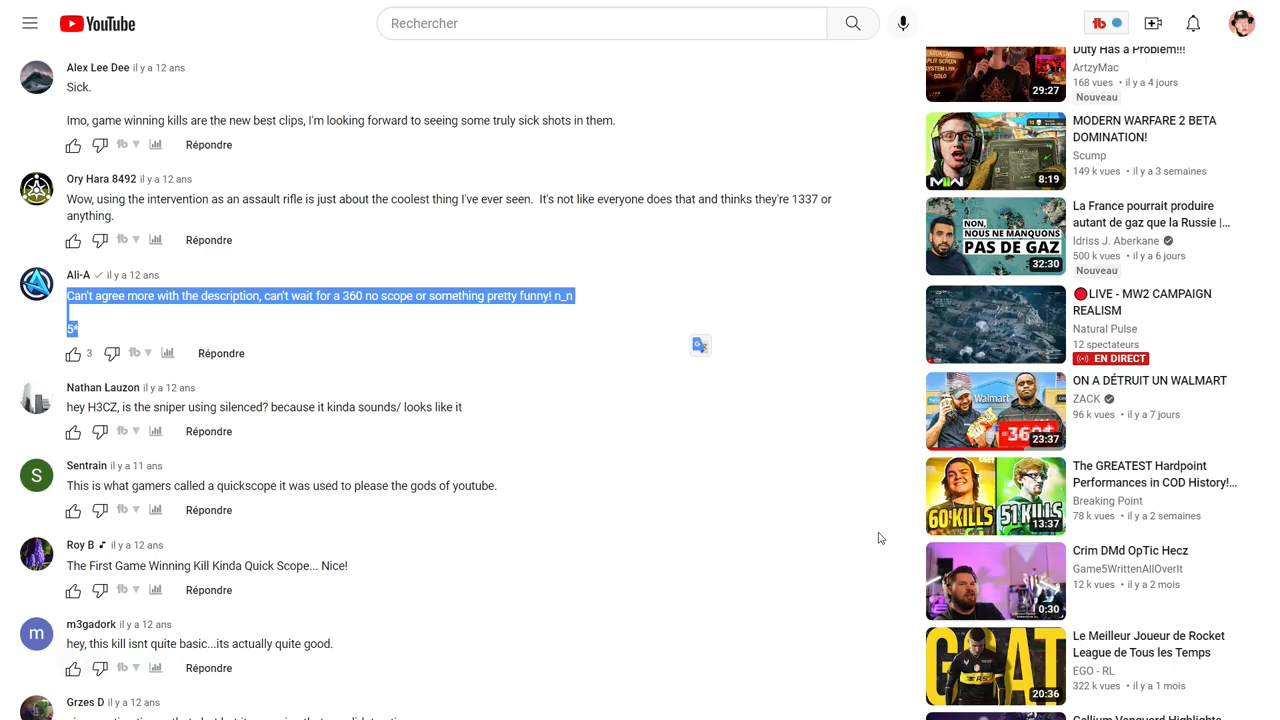 YouTube
Rechercher
Alex Lee Dee il y a 12 ans
Sick.
Imo, game winning kills are the new best clips, I'm looking forward to seeing some truly sick shots in them.
Répondre
Ory Hara 8492 il y a 12 ans
Wow, using the intervention as an assault rifle is just about the coolest thing I've ever seen.  It's not like everyone does that and thinks they're 1337 or
anything.
Répondre
Ali-A il y a 12 ans
Can't agree more with the description, can't wait for a 360 no scope or something pretty funny! n_n
5*
3 Répondre
Nathan Lauzon il y a 12 ans
hey H3CZ, is the sniper using silenced? because it kinda sounds/ looks like it
Répondre
S
Sentrain il y a 11 ans
This is what gamers called a quickscope it was used to please the gods of youtube.
Répondre
Roy B il y a 12 ans
The First Game Winning Kill Kinda Quick Scope... Nice!
Répondre
m
m3gadork il y a 12 ans
hey, this kill isnt quite basic...its actually quite good.
Répondre
Grzes D il y a 12 ans
29:27
Duty Has a Problem!!!
ArtzyMac
168 vues • il y a 4 jours
Nouveau
8:19
MODERN WARFARE 2 BETA
DOMINATION!
Scump
149 k vues • il y a 3 semaines
NON,
NOUS NE MANQUONS
PAS DE GAZ
32:30
La France pourrait produire
autant de gaz que la Russie |...
Idriss J. Aberkane
500 k vues • il y a 6 jours
Nouveau
🔴LIVE - MW2 CAMPAIGN
REALISM
Natural Pulse
12 spectateurs
EN DIRECT
Walmart
23:37
ON A DÉTRUIT UN WALMART
ZACK
96 k vues • il y a 7 jours
60 KILLS
51 KILLS
13:37
The GREATEST Hardpoint
Performances in COD History!...
Breaking Point
78 k vues • il y a 2 semaines
0:30
Crim DMd OpTic Hecz
Game5WrittenAllOverIt
12 k vues • il y a 2 mois
GOAT
20:36
Le Meilleur Joueur de Rocket
League de Tous les Temps
EGO - RL
322 k vues • il y a 1 mois